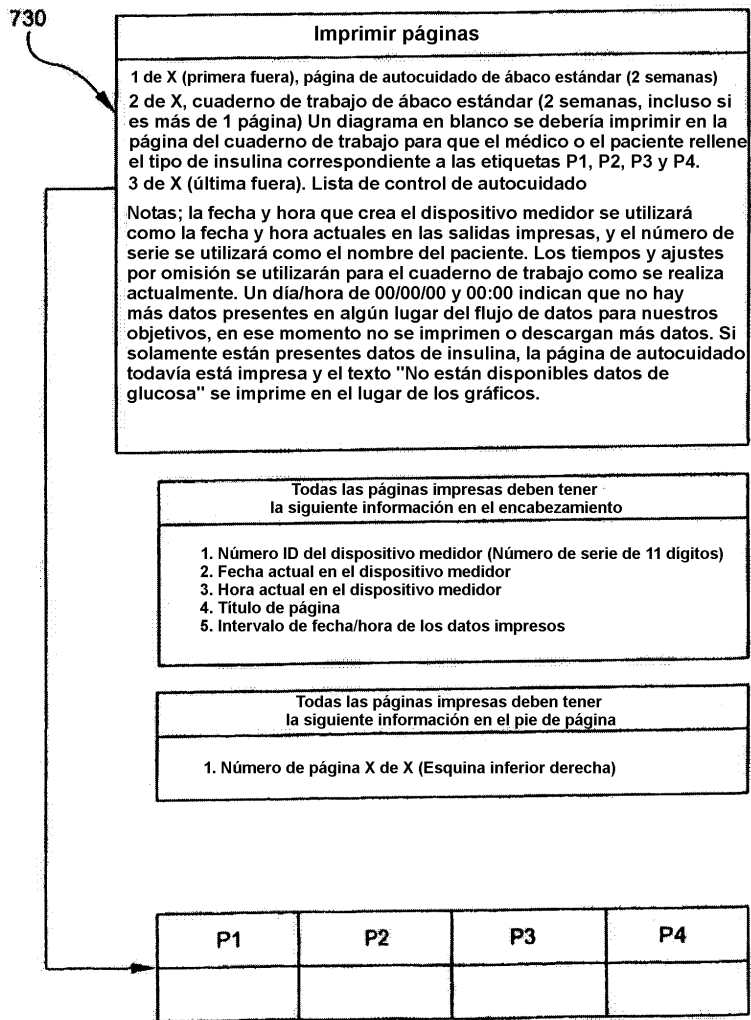 730
Imprimir páginas
1 de X (primera fuera), página de autocuidado de ábaco estándar (2 semanas)
2 de X, cuaderno de trabajo de ábaco estándar (2 semanas, incluso si
es más de 1 página) Un diagrama en blanco se debería imprimir en la
página del cuaderno de trabajo para que el médico o el paciente rellene
el tipo de insulina correspondiente a las etiquetas P1, P2, P3 y P4.
3 de X (última fuera). Lista de control de autocuidado
Notas; la fecha y hora que crea el dispositivo medidor se utilizará
como la fecha y hora actuales en las salidas impresas, y el número de
serie se utilizará como el nombre del paciente. Los tiempos y ajustes
por omisión se utilizarán para el cuaderno de trabajo como se realiza
actualmente. Un día/hora de 00/00/00 y 00:00 indican que no hay
más datos presentes en algún lugar del flujo de datos para nuestros
objetivos, en ese momento no se imprimen o descargan más datos. Si
solamente están presentes datos de insulina, la página de autocuidado
todavía está impresa y el texto "No están disponibles datos de
glucosa" se imprime en el lugar de los gráficos.
Todas las páginas impresas deben tener
la siguiente información en el encabezamiento
1. Número ID del dispositivo medidor (Número de serie de 11 dígitos)
2. Fecha actual en el dispositivo medidor
3. Hora actual en el dispositivo medidor
4. Título de página
5. Intervalo de fecha/hora de los datos impresos
Todas las páginas impresas deben tener
la siguiente información en el pie de página
1. Número de página X de X (Esquina inferior derecha)
P1 P2 P3 P4